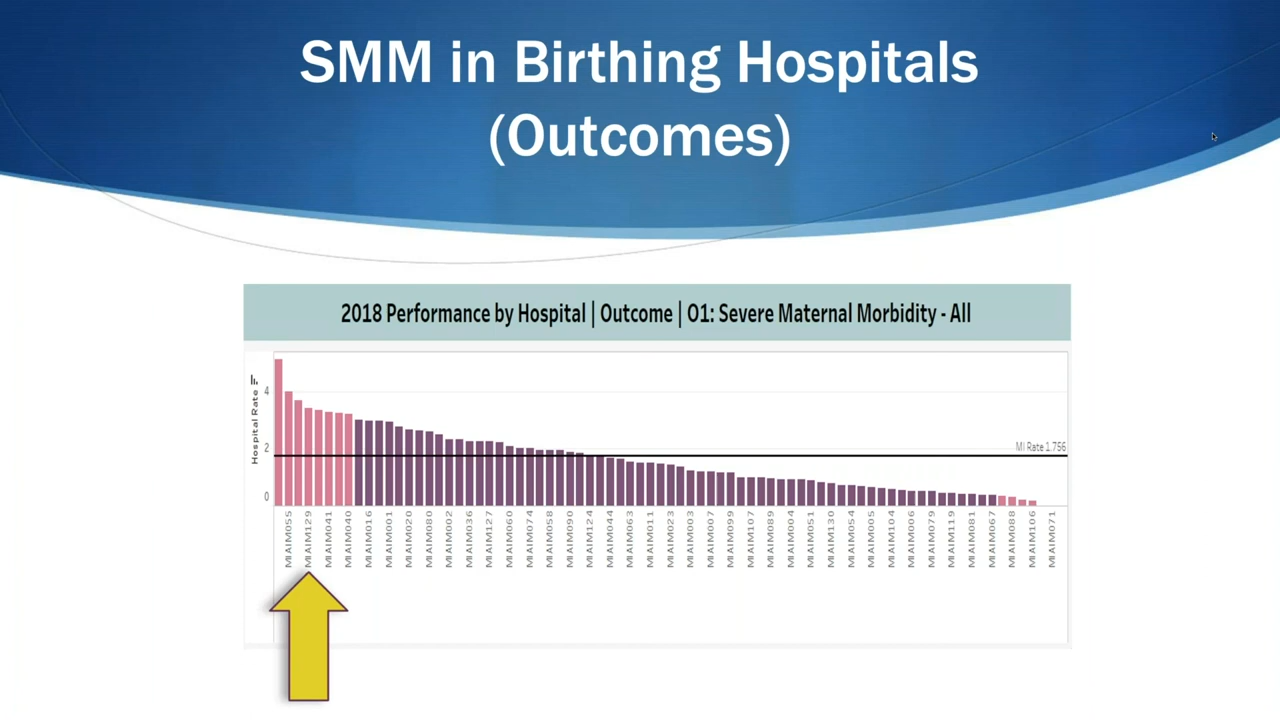 SMM in Birthing Hospitals
(Outcomes)
2018 Performance by Hospital | Outcome | O1: Severe Maternal Morbidity - All
Hospital Rate
4
2
0
MI Rate 1.756
MIAIM055
MIAIM129
MIAIM041
MIAIM040
MIAIM016
MIAIM001
MIAIM020
MIAIM080
MIAIM002
MIAIM036
MIAIM127
MIAIM060
MIAIM074
MIAIM058
MIAIM090
MIAIM124
MIAIM044
MIAIM063
MIAIM011
MIAIM023
MIAIM003
MIAIM007
MIAIM099
MIAIM107
MIAIM089
MIAIM004
MIAIM051
MIAIM130
MIAIM054
MIAIM005
MIAIM104
MIAIM006
MIAIM079
MIAIM119
MIAIM081
MIAIM067
MIAIM088
MIAIM106
MIAIM071